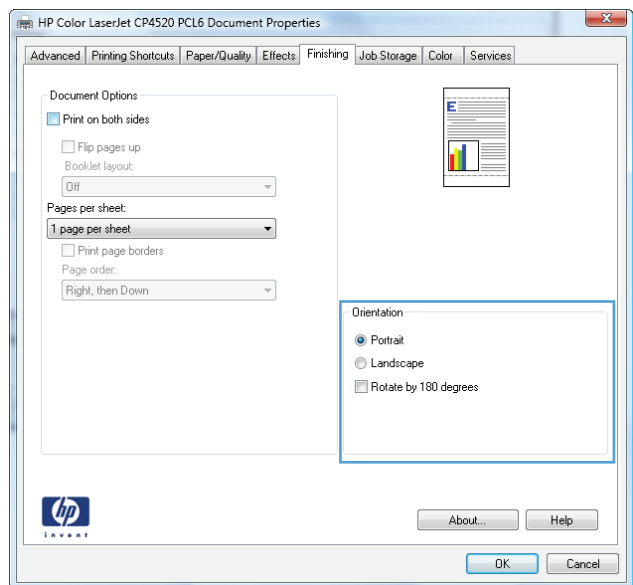 HP Color LaserJet CP4520 PCL6 Document Properties
Advanced Printing Shortcuts Paper/Quality Effects Finishing Job Storage Color Services
Document Options
Print on both sides
Flip pages up
Booklet layout:
Off
Pages per sheet:
1 page per sheet
Print page borders
Page order:
Right, then Down
E
Orientation
Portrait
Landscape
Rotate by 180 degrees
hp
invent
About... Help
OK Cancel